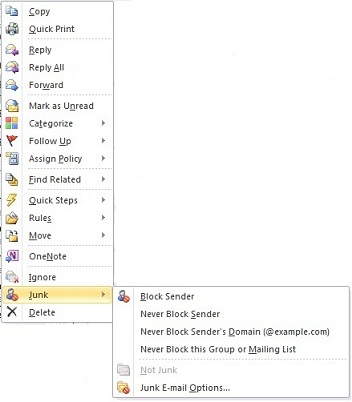 Copy
Quick Print
Reply
Reply All
Forward
Mark as Unread
Categorize
Follow Up
Assign Policy
Find Related
Quick Steps
Rules
Move
OneNote
Ignore
Junk
Delete
Block Sender
Never Block Sender
Never Block Sender's Domain (@example.com)
Never Block this Group or Mailing List
Not Junk
Junk E-mail Options...